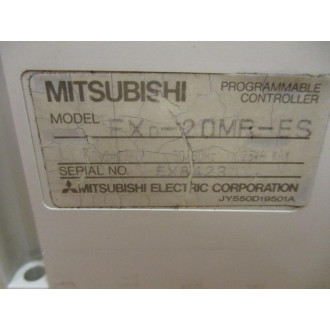 MITSUBISHI PROGRAMMABLE CONTROLLER
MODEL FX0-20MR-ES
SERIAL NO.
MITSUBISHI ELECTRIC CORPORATION
JY550D19501A